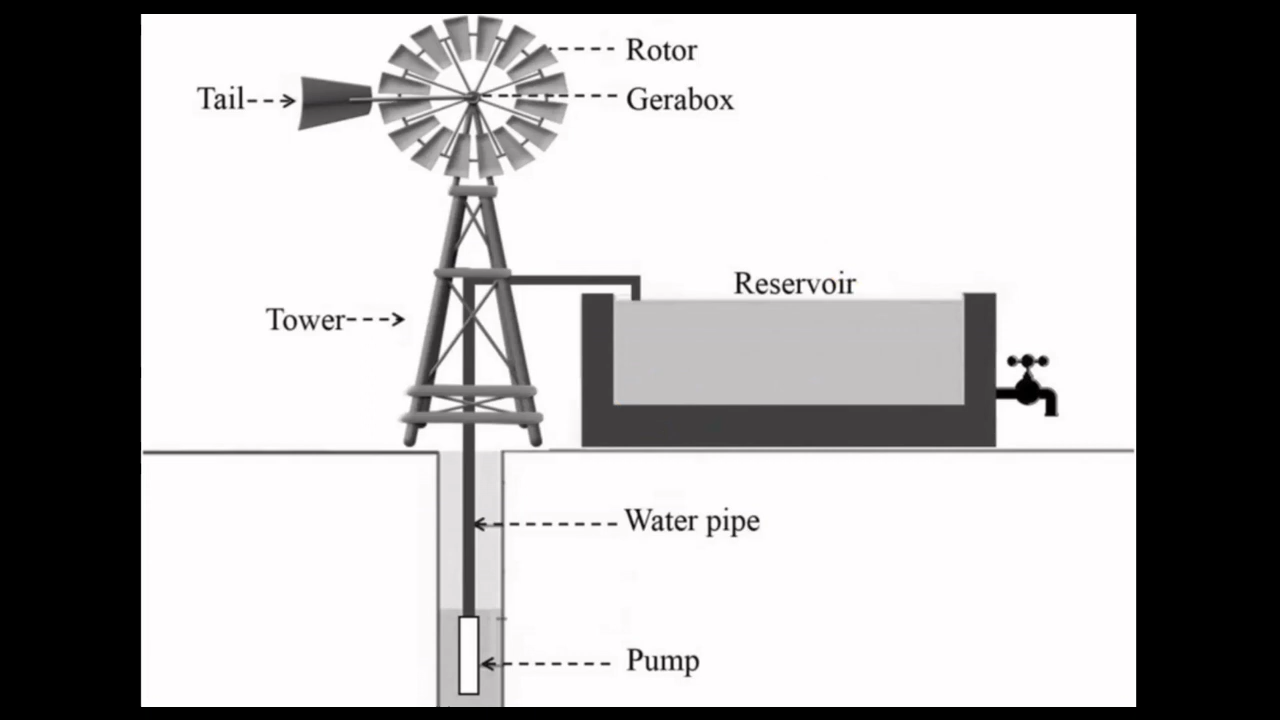 Rotor
Tail
Gerabox
Reservoir
Tower
Water pipe
Pump